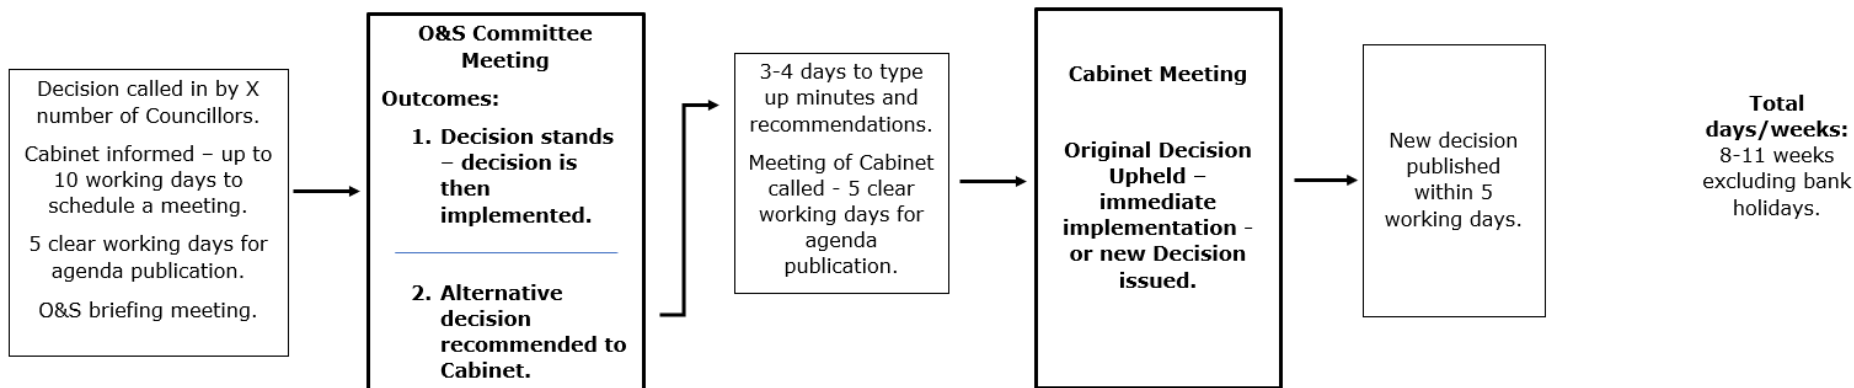 Decision called in by X
number of Councillors.
Cabinet informed – up to
10 working days to
schedule a meeting.
5 clear working days for
agenda publication.
O&S briefing meeting.
O&S Committee
Meeting
Outcomes:
1. Decision stands
– decision is
then
implemented.
2. Alternative
decision
recommended to
Cabinet.
3-4 days to type
up minutes and
recommendations.
Meeting of Cabinet
called - 5 clear
working days for
agenda
publication.
Cabinet Meeting
Original Decision
Upheld –
immediate
implementation -
or new Decision
issued.
New decision
published
within 5
working days.
Total
days/weeks:
8-11 weeks
excluding bank
holidays.